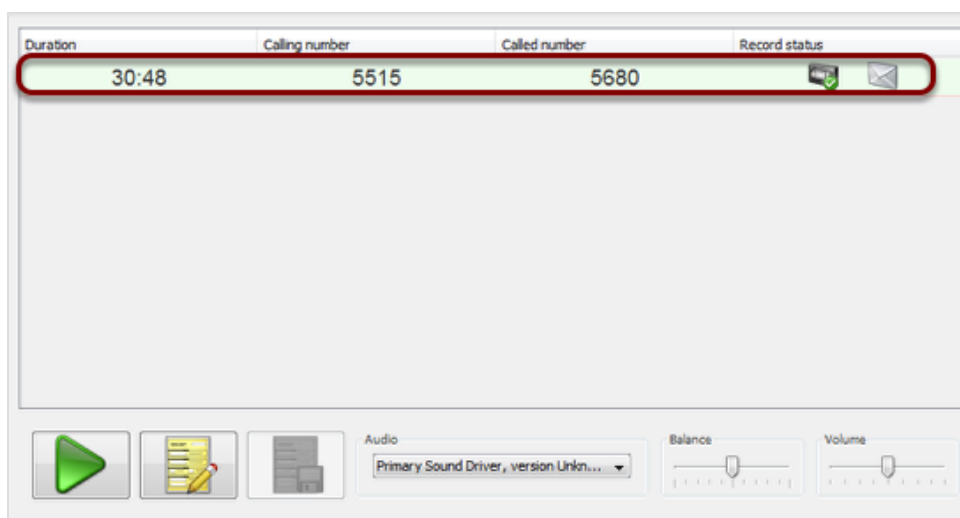 Duration Calling number Called number Record status
30:48 5515 5680
Audio Balance Volume
Primary Sound Driver, version Unkn...